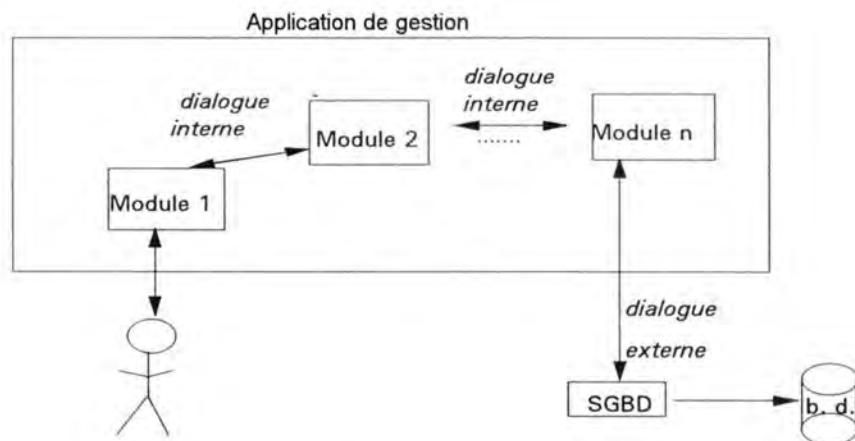 Application de gestion
dialogue
interne
dialogue
interne
.......
Module 2
Module n
Module 1
dialogue
externe
SGBD
b. d.